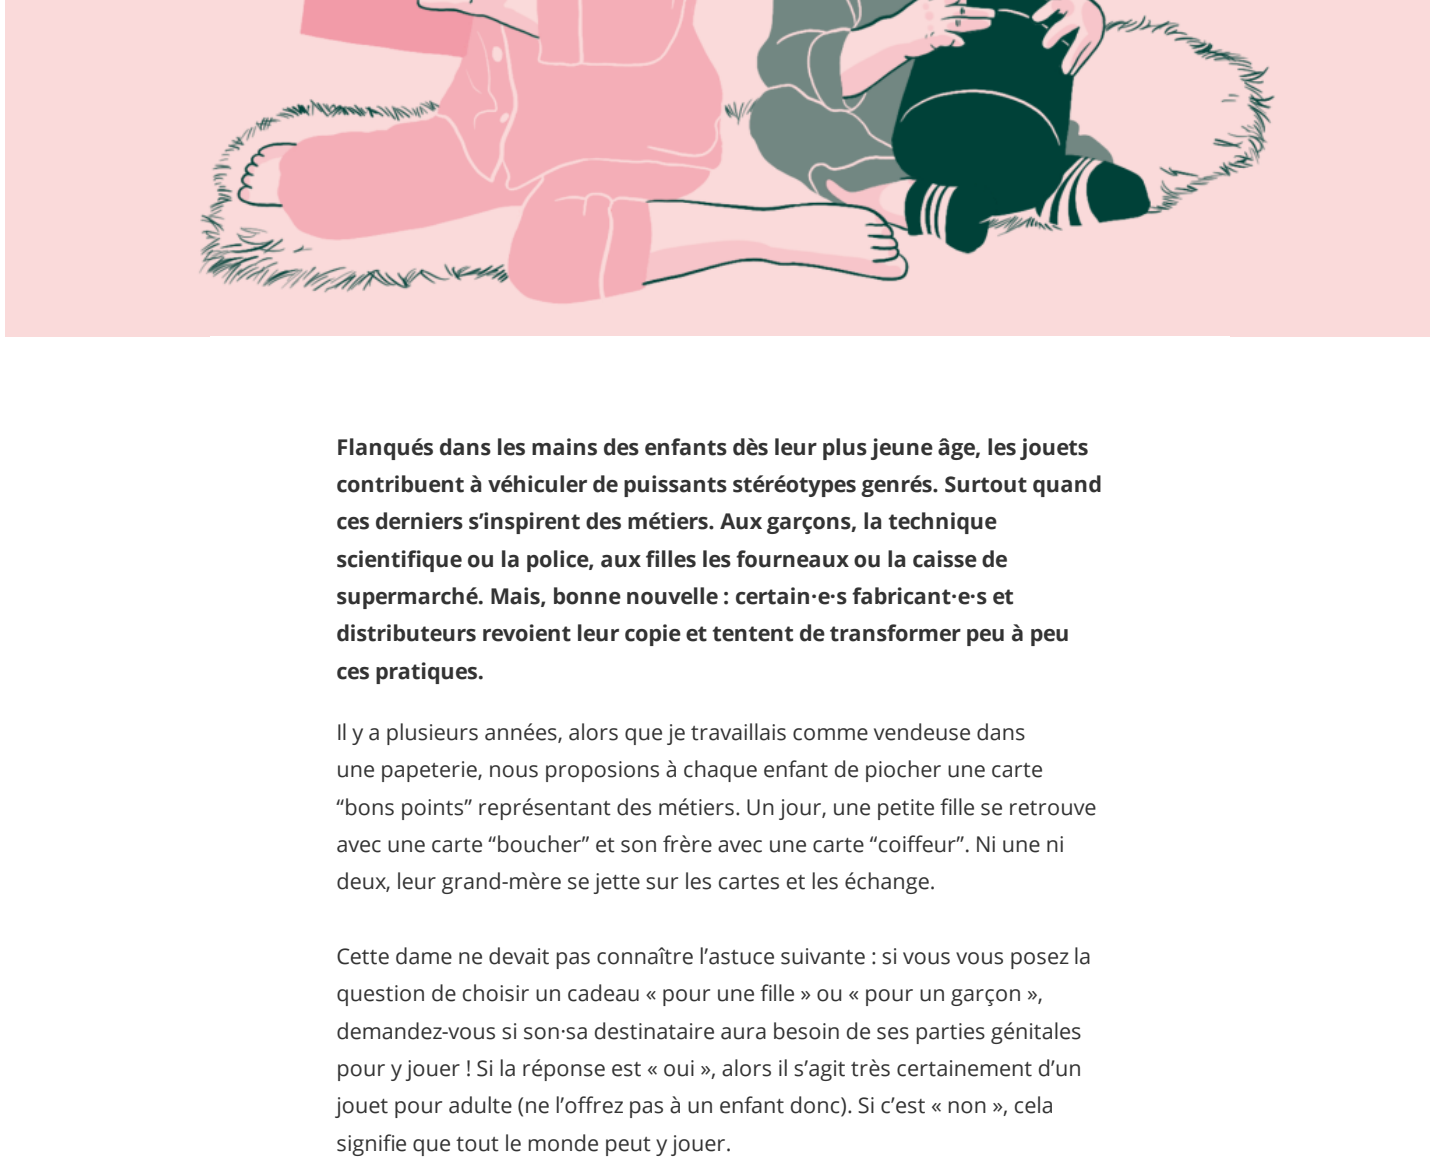 Flanqués dans les mains des enfants dès leur plus jeune âge, les jouets
contribuent à véhiculer de puissants stéréotypes genrés. Surtout quand
ces derniers s’inspirent des métiers. Aux garçons, la technique
scientifique ou la police, aux filles les fourneaux ou la caisse de
supermarché. Mais, bonne nouvelle : certain·e·s fabricant·e·s et
distributeurs revoient leur copie et tentent de transformer peu à peu
ces pratiques.
Il y a plusieurs années, alors que je travaillais comme vendeuse dans
une papeterie, nous proposions à chaque enfant de piocher une carte
“bons points” représentant des métiers. Un jour, une petite fille se retrouve
avec une carte “boucher” et son frère avec une carte “coiffeur”. Ni une ni
deux, leur grand-mère se jette sur les cartes et les échange.
Cette dame ne devait pas connaître l’astuce suivante : si vous vous posez la
question de choisir un cadeau « pour une fille » ou « pour un garçon »,
demandez-vous si son·sa destinataire aura besoin de ses parties génitales
pour y jouer ! Si la réponse est « oui », alors il s’agit très certainement d’un
jouet pour adulte (ne l’offrez pas à un enfant donc). Si c’est « non », cela
signifie que tout le monde peut y jouer.